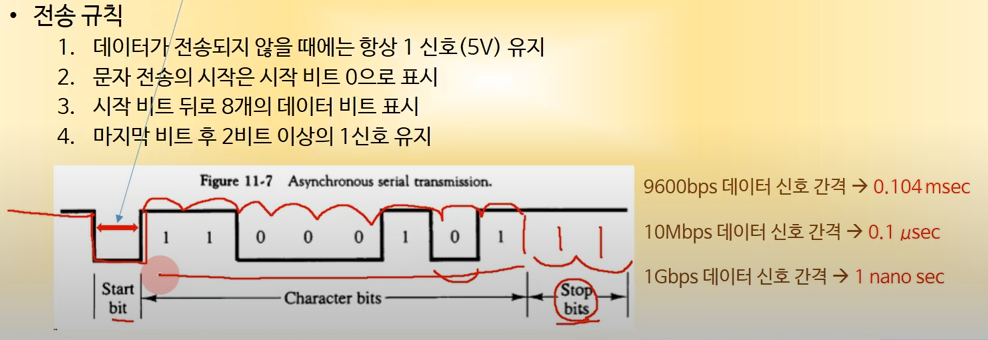 • 전송 규칙
1. 데이터가 전송되지 않을 때에는 항상 1 신호(5V) 유지
2. 문자 전송의 시작은 시작 비트 0으로 표시
3. 시작 비트 뒤로 8개의 데이터 비트 표시
4. 마지막 비트 후 2비트 이상의 1신호 유지
Figure 11-7 Asynchronous serial transmission.
1 1 0 0 0 1 0 1 1 1
Start
bit
Character bits
Stop
bits
9600bps 데이터 신호 간격 → 0.104 msec
10Mbps 데이터 신호 간격 → 0.1 μsec
1Gbps 데이터 신호 간격 → 1 nano sec